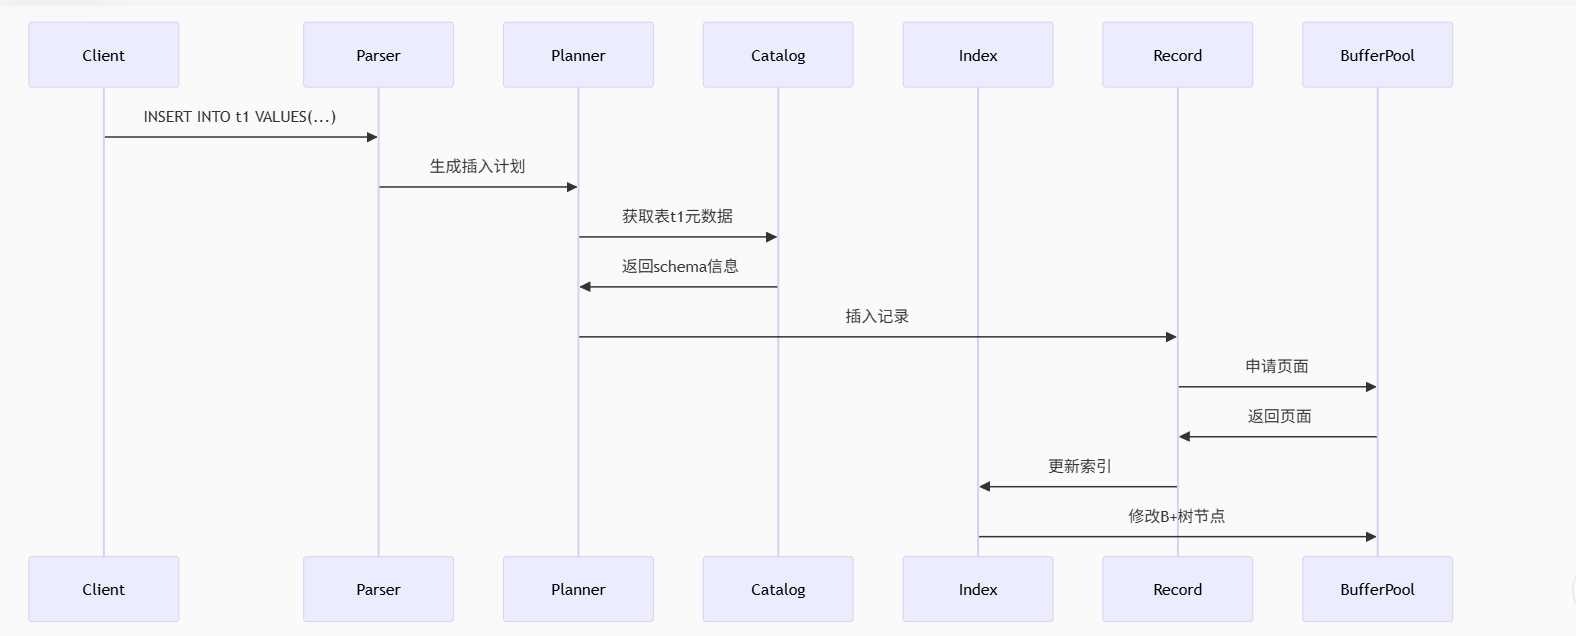 Client
Parser
Planner
Catalog
Index
Record
BufferPool
INSERT INTO t1 VALUES(...)
生成插入计划
获取表t1元数据
返回schema信息
插入记录
申请页面
返回页面
更新索引
修改B+树节点
Client
Parser
Planner
Catalog
Index
Record
BufferPool